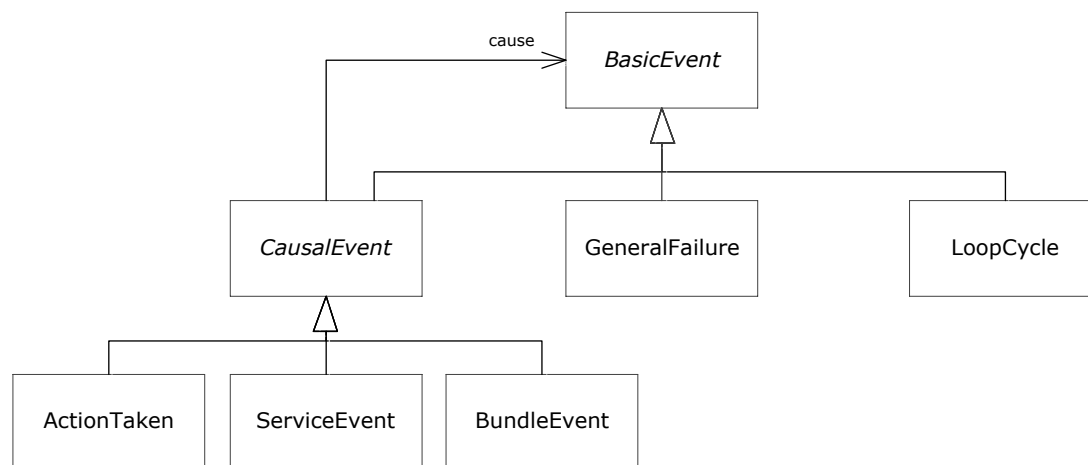 cause
BasicEvent
CausalEvent
GeneralFailure
LoopCycle
ActionTaken
ServiceEvent
BundleEvent